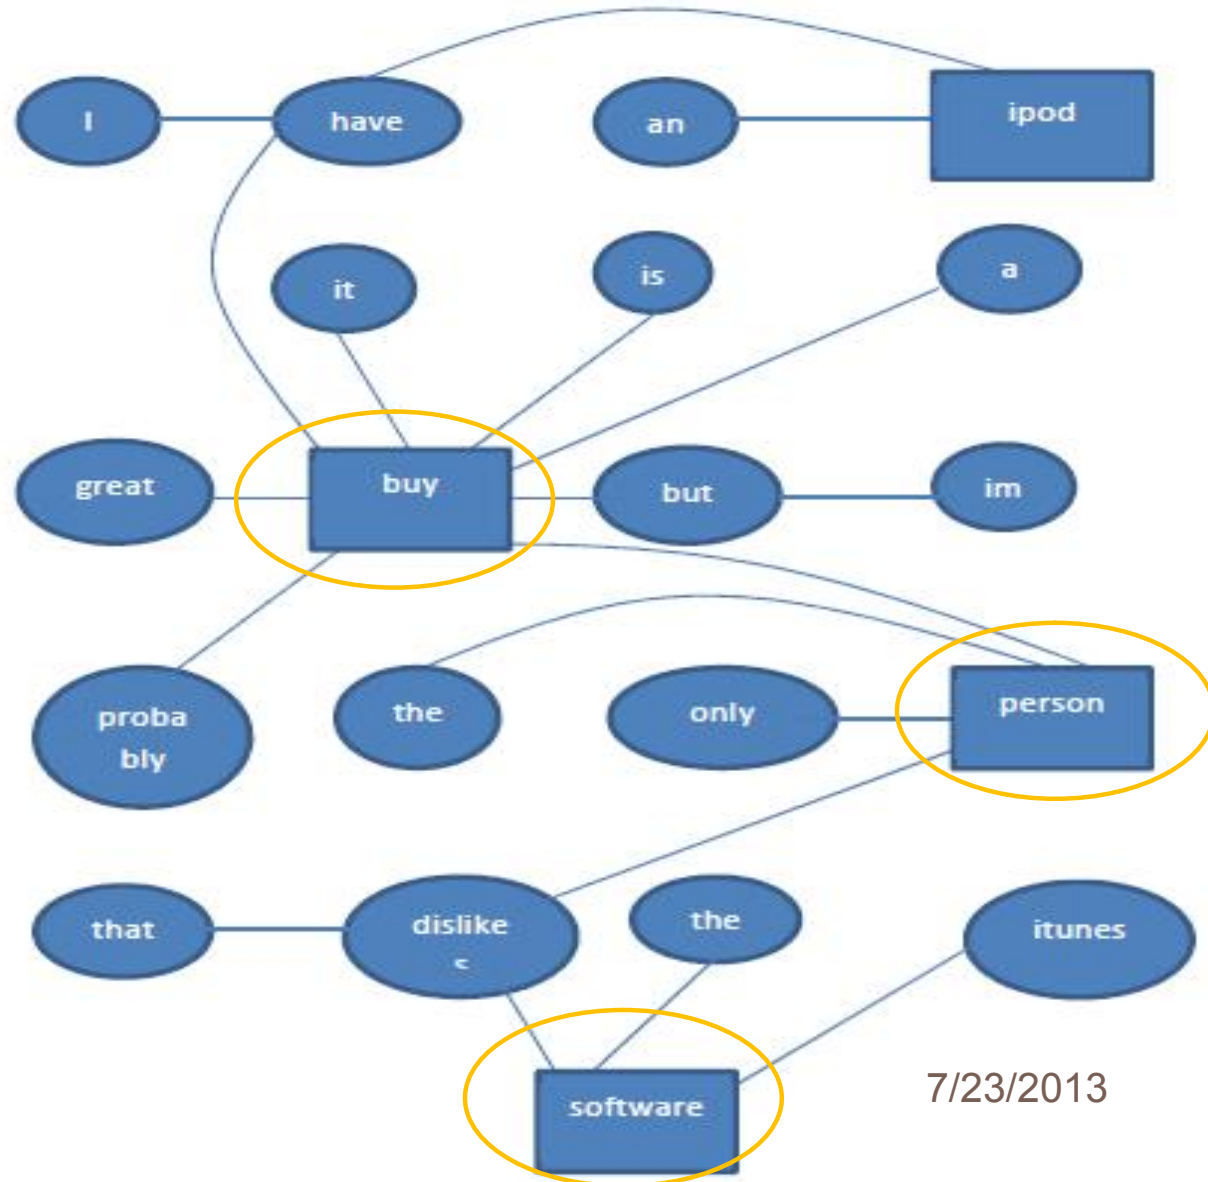 I
have
an
ipod
it
is
a
great
buy
but
im
proba
bly
the
only
person
that
dislike
the
itunes
software
7/23/2013